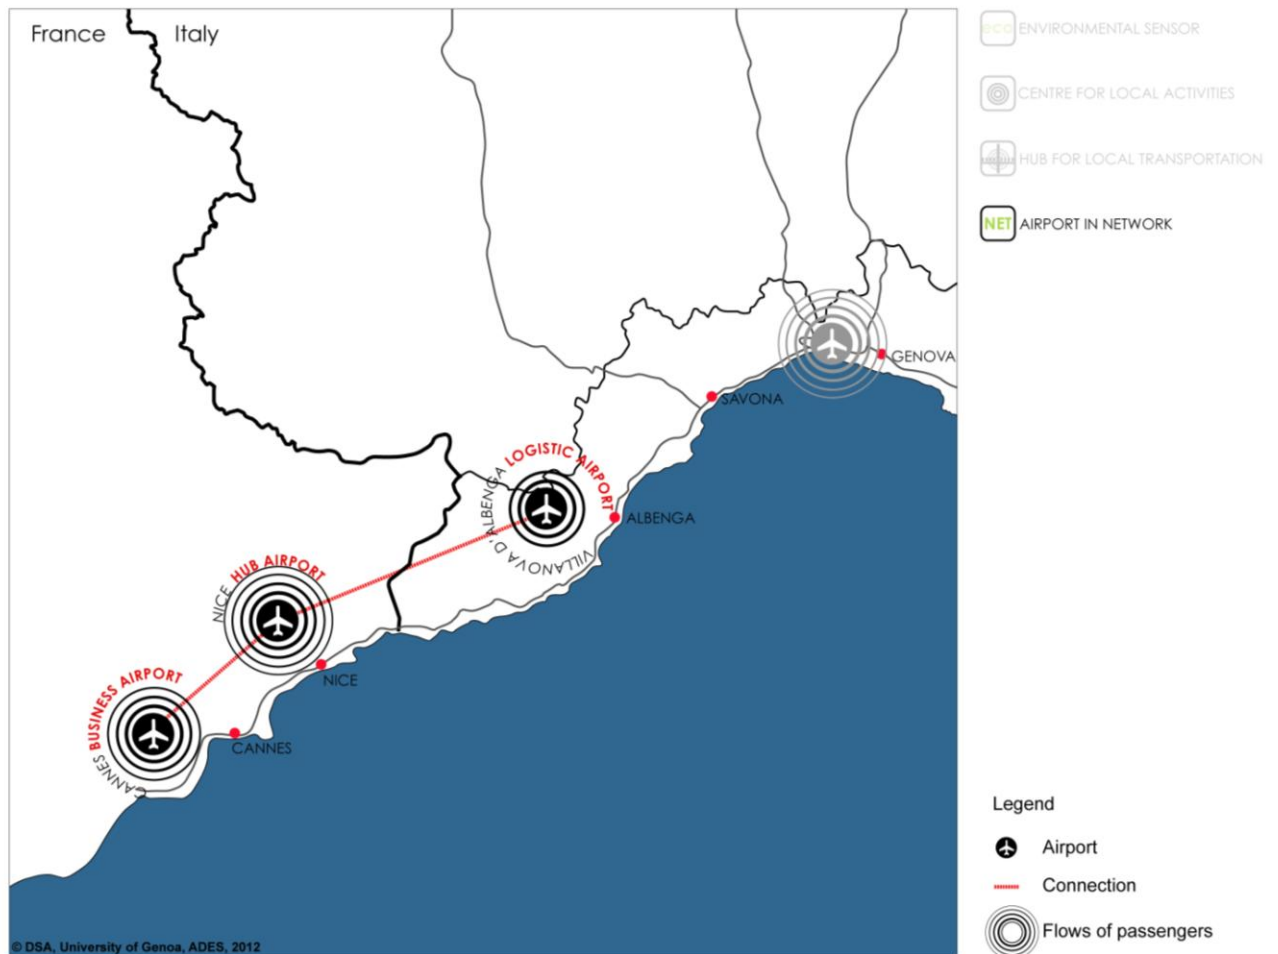 France
Italy
eco ENVIRONMENTAL SENSOR
CENTRE FOR LOCAL ACTIVITIES
HUB FOR LOCAL TRANSPORTATION
NET AIRPORT IN NETWORK
GENOVA
SAVONA
LOGISTIC AIRPORT
VILLANOVA D'ALBENGA
ALBENGA
HUB AIRPORT
NICE
NICE
BUSINESS AIRPORT
CANNES
CANNES
Legend
Airport
Connection
Flows of passengers
© DSA, University of Genoa, ADES, 2012